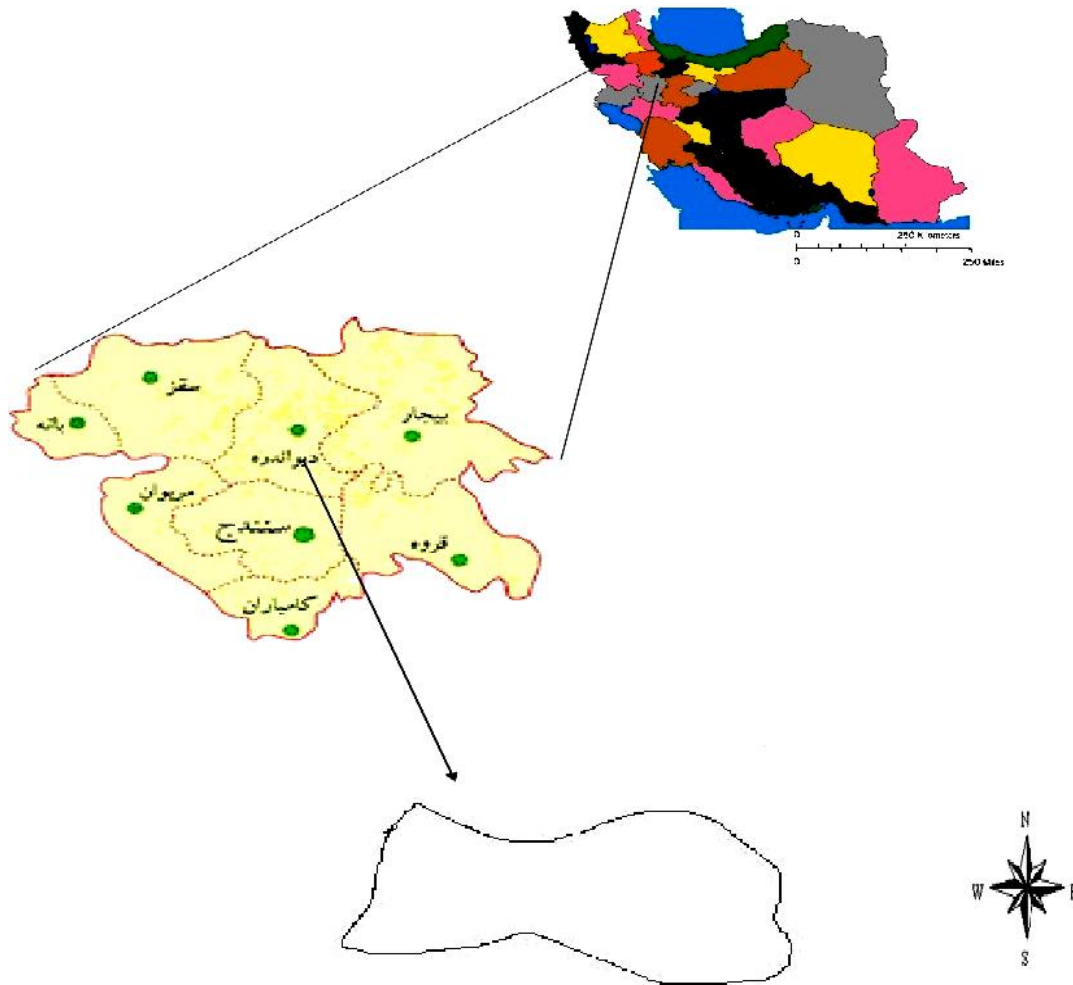 0 250 Kilometers
0 250 Miles
سقز
بانه
بیجار
دیواندره
مریوان
سنندج
قروه
کامیاران
N
W E
S